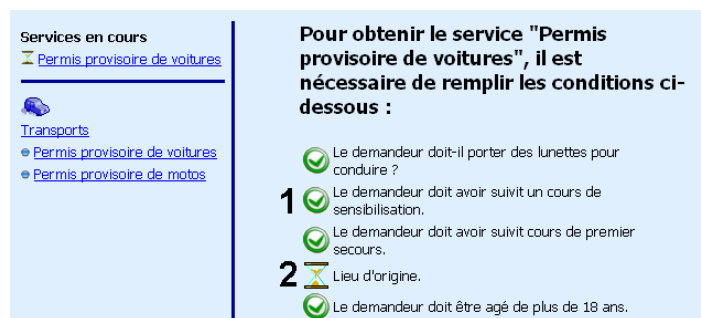 Services en cours
Permis provisoire de voitures
Transports
Permis provisoire de voitures
Permis provisoire de motos
Pour obtenir le service "Permis
provisoire de voitures", il est
nécessaire de remplir les conditions ci-
dessous :
Le demandeur doit-il porter des lunettes pour
conduire ?
1 Le demandeur doit avoir suivit un cours de
sensibilisation.
Le demandeur doit avoir suivit cours de premier
secours.
2 Lieu d'origine.
Le demandeur doit être agé de plus de 18 ans.